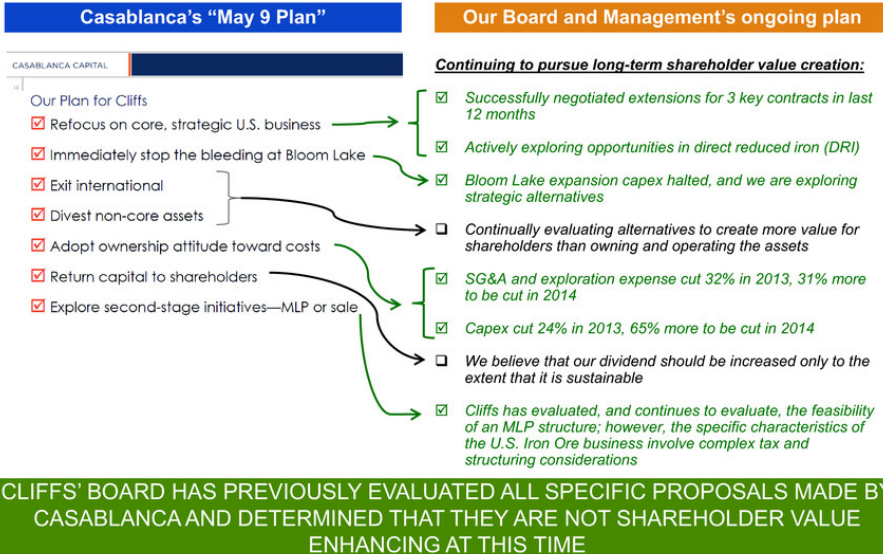 Casablanca's "May 9 Plan"
CASABLANCA CAPITAL
Our Plan for Cliffs
Refocus on core, strategic U.S. business
Immediately stop the bleeding at Bloom Lake
Exit international
Divest non-core assets
Adopt ownership attitude toward costs
Return capital to shareholders
Explore second-stage initiatives—MLP or sale
Our Board and Management's ongoing plan
Continuing to pursue long-term shareholder value creation:
Successfully negotiated extensions for 3 key contracts in last
12 months
Actively exploring opportunities in direct reduced iron (DRI)
Bloom Lake expansion capex halted, and we are exploring
strategic alternatives
Continually evaluating alternatives to create more value for
shareholders than owning and operating the assets
SG&A and exploration expense cut 32% in 2013, 31% more
to be cut in 2014
Capex cut 24% in 2013, 65% more to be cut in 2014
We believe that our dividend should be increased only to the
extent that it is sustainable
Cliffs has evaluated, and continues to evaluate, the feasibility
of an MLP structure; however, the specific characteristics of
the U.S. Iron Ore business involve complex tax and
structuring considerations
CLIFFS' BOARD HAS PREVIOUSLY EVALUATED ALL SPECIFIC PROPOSALS MADE BY
CASABLANCA AND DETERMINED THAT THEY ARE NOT SHAREHOLDER VALUE
ENHANCING AT THIS TIME